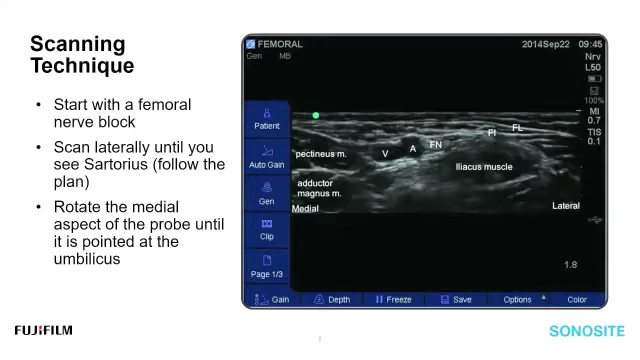 Scanning
Technique
• Start with a femoral
nerve block
• Scan laterally until you
see Sartorius (follow the
plan)
• Rotate the medial
aspect of the probe until
it is pointed at the
umbilicus
FEMORAL
2014Sep22 09:45
Gen MB
Nrv
L50
100%
MI
0.7
TIS
0.1
Patient
Auto Gain
Gen
Clip
Page 1/3
pectineus m.
V
A
FN
FI
FL
Iliacus muscle
adductor
magnus m.
Medial
Lateral
1.8
Gain
Depth
Freeze
Save
Options
Color
FUJIFILM
SONOSITE